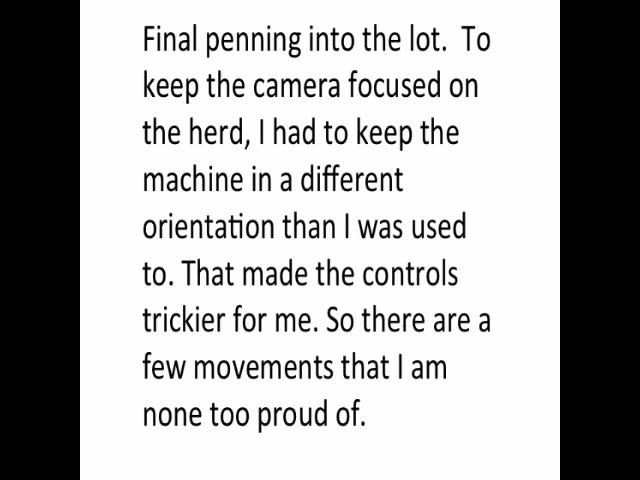 Final penning into the lot.  To
keep the camera focused on
the herd, I had to keep the
machine in a different
orientation than I was used
to. That made the controls
trickier for me. So there are a
few movements that I am
none too proud of.